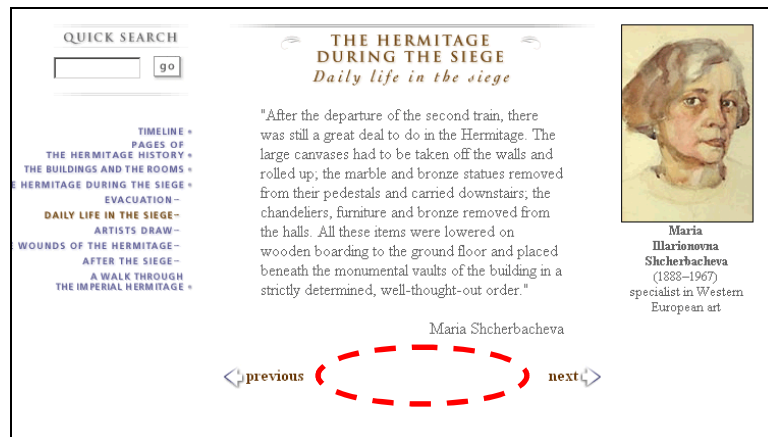 QUICK SEARCH
go
TIMELINE
PAGES OF
THE HERMITAGE HISTORY
THE BUILDINGS AND THE ROOMS
E HERMITAGE DURING THE SIEGE
EVACUATION–
DAILY LIFE IN THE SIEGE–
ARTISTS DRAW–
WOUNDS OF THE HERMITAGE–
AFTER THE SIEGE–
A WALK THROUGH
THE IMPERIAL HERMITAGE
THE HERMITAGE
DURING THE SIEGE
Daily life in the siege
"After the departure of the second train, there
was still a great deal to do in the Hermitage. The
large canvases had to be taken off the walls and
rolled up; the marble and bronze statues removed
from their pedestals and carried downstairs; the
chandeliers, furniture and bronze removed from
the halls. All these items were lowered on
wooden boarding to the ground floor and placed
beneath the monumental vaults of the building in a
strictly determined, well-thought-out order."
Maria Shcherbacheva
previous
next
Maria
Illarionovna
Shcherbacheva
(1888–1967)
specialist in Western
European art